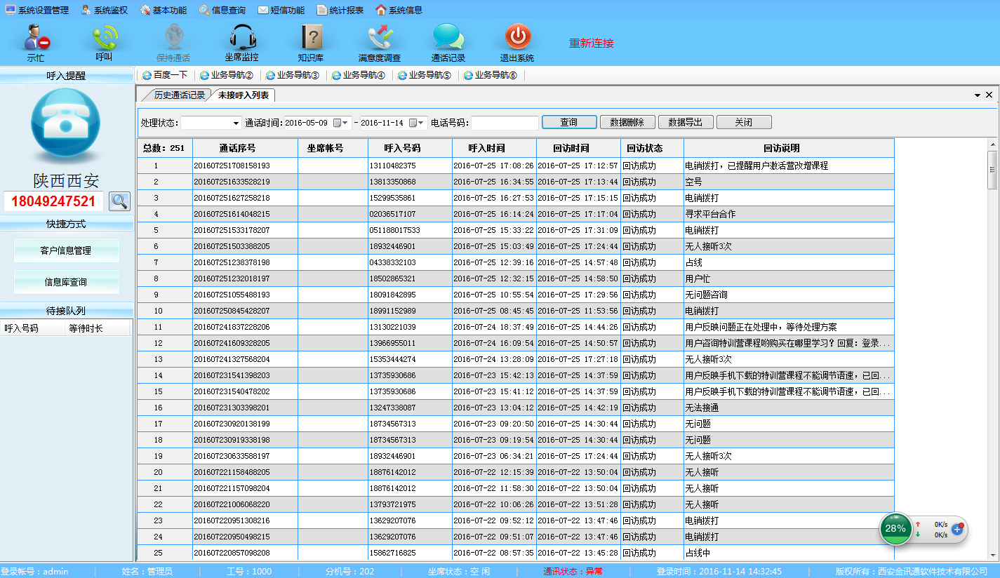 系统设置管理 系统鉴权 基本功能 信息查询 短信功能 统计报表 系统信息
示忙 呼叫 保持通话 坐席监控 知识库 满意度调查 通话记录 退出系统 重新连接
呼入提醒 百度一下 业务导航② 业务导航③ 业务导航④ 业务导航⑤ 业务导航⑥
历史通话记录 未接呼入列表
处理状态: 通话时间: 2016-05-09 - 2016-11-14 电话号码: 查询 数据删除 数据导出 关闭
陕西西安
18049247521
快捷方式
客户信息管理
信息库查询
待接队列
呼入号码 等待时长
总数: 251 通话序号 坐席帐号 呼入号码 呼入时间 回访时间 回访状态 回访说明
1 201607251708158193 13110482375 2016-07-25 17:08:26 2016-07-25 17:12:57 回访成功 电销拨打，已提醒用户激活营改增课程
2 201607251633528219 13813350868 2016-07-25 16:34:55 2016-07-25 17:13:44 回访成功 空号
3 201607251627258218 15299535861 2016-07-25 16:27:53 2016-07-25 17:15:15 回访成功 电销拨打
4 201607251614048215 02036517107 2016-07-25 16:14:24 2016-07-25 17:17:04 回访成功 寻求平台合作
5 201607251533178207 051188017533 2016-07-25 15:33:22 2016-07-25 17:31:09 回访成功 电销拨打
6 201607251503388205 18932446901 2016-07-25 15:03:49 2016-07-25 17:24:44 回访成功 无人接听3次
7 201607251238378198 04338332103 2016-07-25 12:39:16 2016-07-25 14:57:48 回访成功 占线
8 201607251232018197 18502865321 2016-07-25 12:32:15 2016-07-25 14:58:50 回访成功 用户忙
9 201607251055488193 18091842895 2016-07-25 10:55:54 2016-07-25 17:29:56 回访成功 无问题咨询
10 201607250845428207 18991152989 2016-07-25 08:45:45 2016-07-25 11:53:56 回访成功 电销拨打
11 201607241837228206 13130221039 2016-07-24 18:37:49 2016-07-25 14:44:26 回访成功 用户反映问题正在处理中，等待处理方案
12 201607241609328205 13966955011 2016-07-24 16:09:54 2016-07-25 14:50:57 回访成功 用户咨询特训营课程哟购买在哪里学习？回复：登录...
13 201607241327568204 15353444274 2016-07-24 13:28:09 2016-07-25 17:27:18 回访成功 无人接听3次
14 201607231541398203 13735930686 2016-07-23 15:42:13 2016-07-25 14:37:59 回访成功 用户反映手机下载的特训营课程不能调节语速，已回...
15 201607231540478202 13735930686 2016-07-23 15:41:12 2016-07-25 14:37:59 回访成功 用户反映手机下载的特训营课程不能调节语速，已回...
16 201607231303398201 13247338087 2016-07-23 13:04:12 2016-07-25 14:42:19 回访成功 无法接通
17 201607230920138199 18734567313 2016-07-23 09:20:50 2016-07-25 14:30:44 回访成功 无问题
18 201607230919338198 18734567313 2016-07-23 09:19:54 2016-07-25 14:30:44 回访成功 无问题
19 201607230633588197 18932446901 2016-07-23 06:34:21 2016-07-25 17:24:44 回访成功 无人接听3次
20 201607221158488205 18876142012 2016-07-22 12:15:39 2016-07-22 13:50:04 回访成功 无人接听
21 201607221157098204 18876142012 2016-07-22 11:58:30 2016-07-22 13:50:04 回访成功 无人接听
22 201607221006068220 13793721975 2016-07-22 10:06:26 2016-07-22 13:51:28 回访成功 无人接听
23 201607220951308216 13629207076 2016-07-22 09:52:12 2016-07-22 13:47:46 回访成功 电销拨打
24 201607220950498215 13629207076 2016-07-22 09:51:07 2016-07-22 13:47:46 回访成功 电销拨打
25 201607220857098208 15862716825 2016-07-22 08:57:35 2016-07-22 13:45:28 回访成功 占线中
28% 0K/s
0K/s
登录帐号：admin 姓名：管理员 工号：1000 分机号：202 坐席状态：空 闲 通讯状态：异常 登录时间：2016-11-14 14:32:45 版权所有：西安金讯通软件技术有限公司